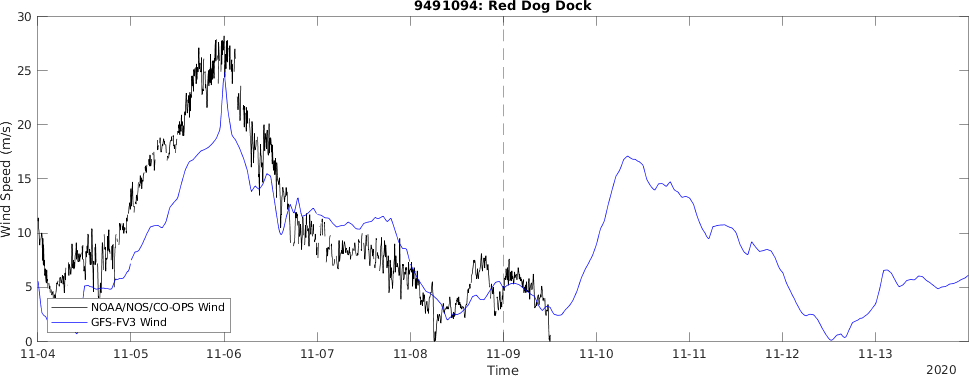 9491094: Red Dog Dock
30
25
20
15
10
5
0
Wind Speed (m/s)
NOAA/NOS/CO-OPS Wind
GFS-FV3 Wind
11-04 11-05 11-06 11-07 11-08 11-09 11-10 11-11 11-12 11-13
Time
2020